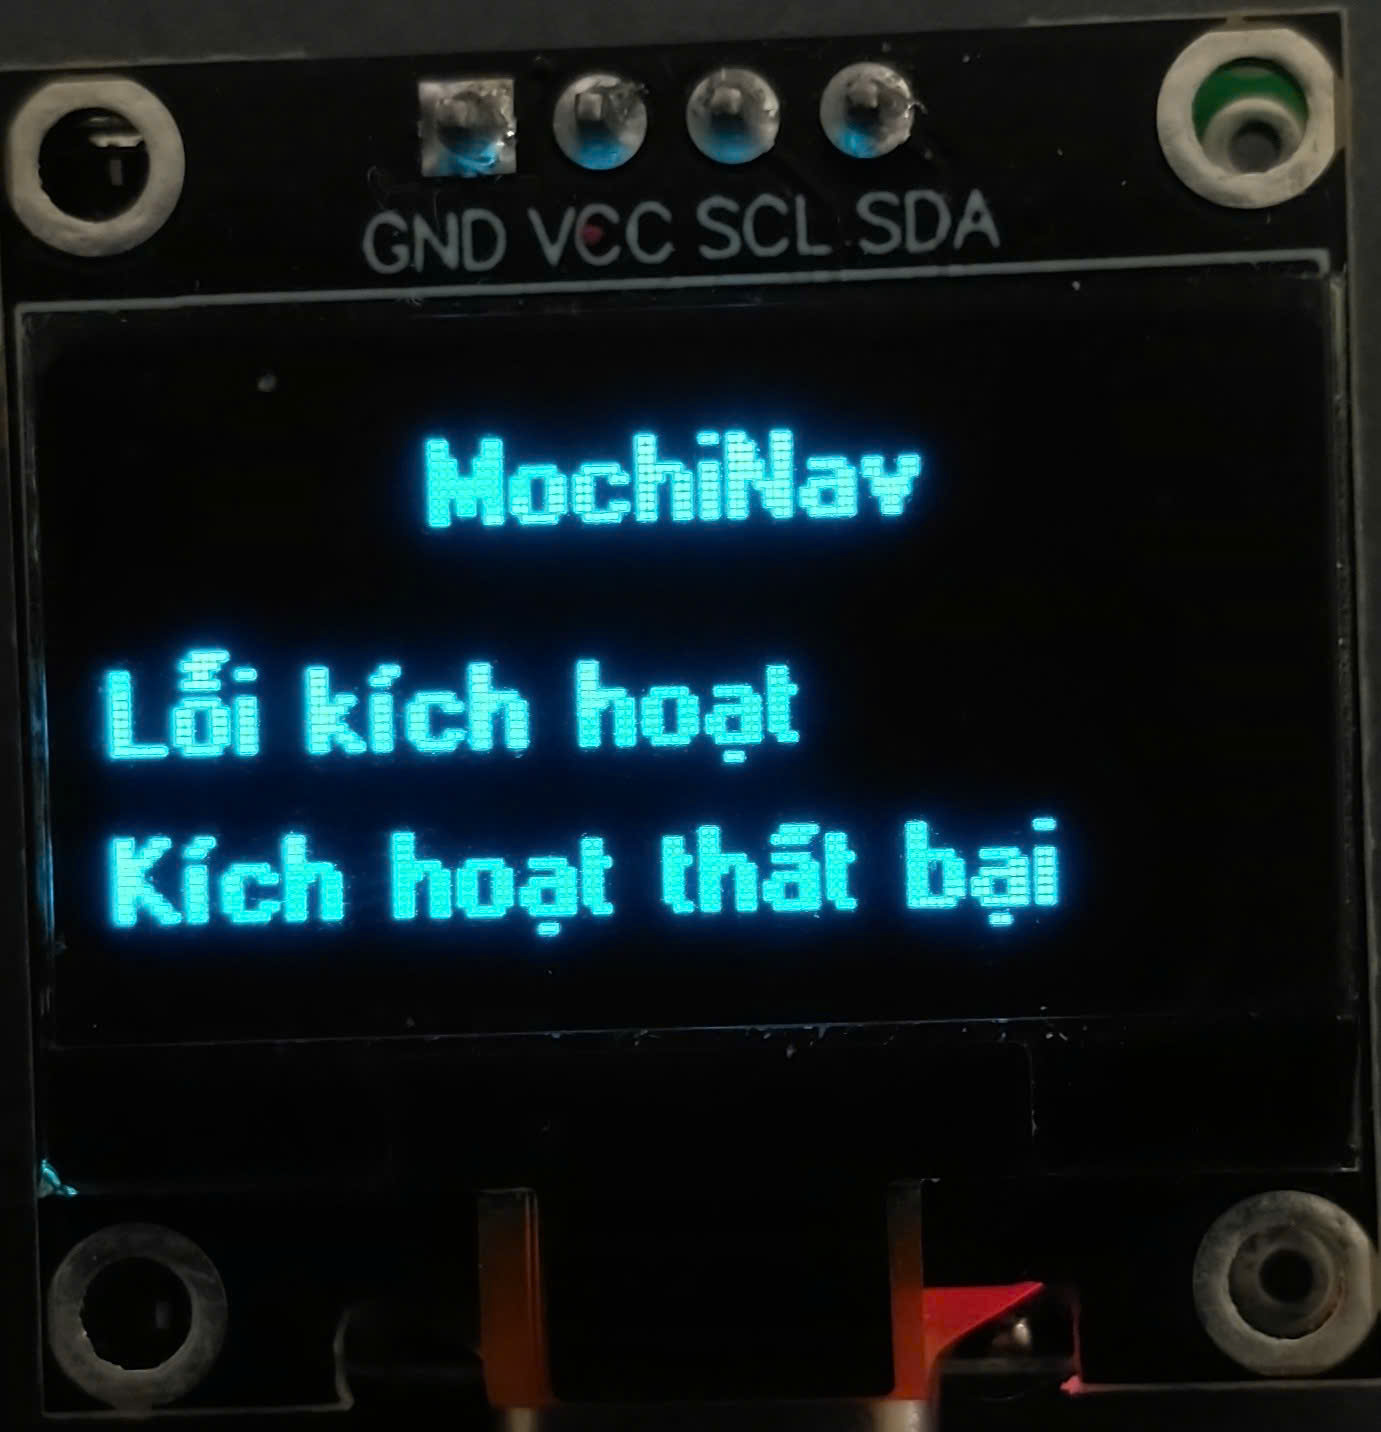 GND VCC SCL SDA
MochiNav
Lỗi kích hoạt
Kích hoạt thất bại